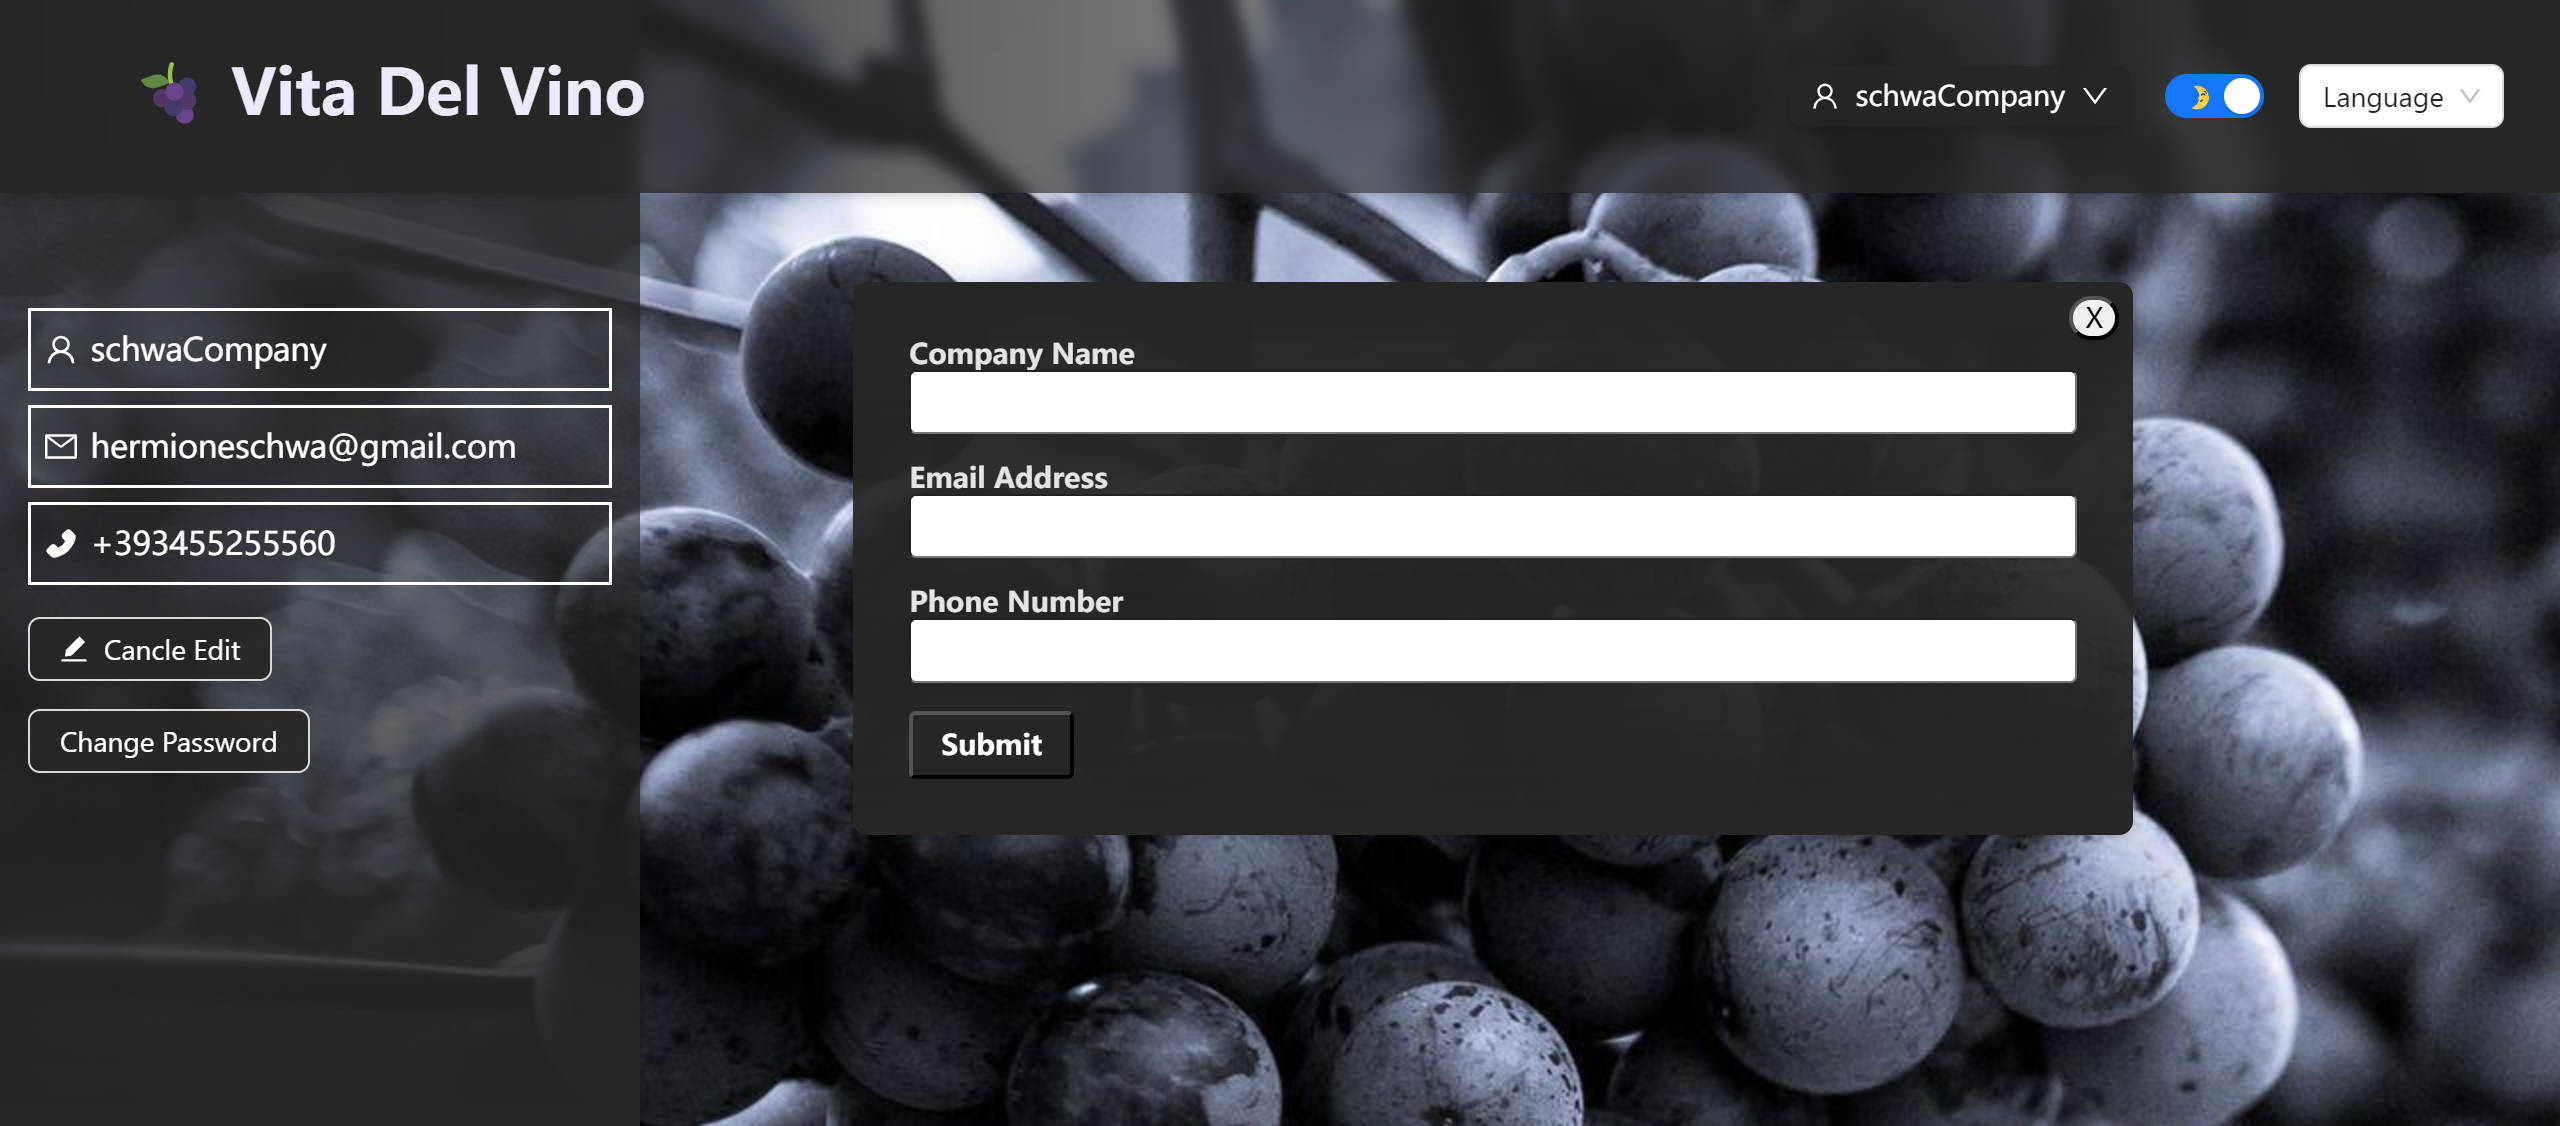 Vita Del Vino
schwaCompany
Language
schwaCompany
hermioneschwa@gmail.com
+393455255560
Cancle Edit
Change Password
X
Company Name
Email Address
Phone Number
Submit